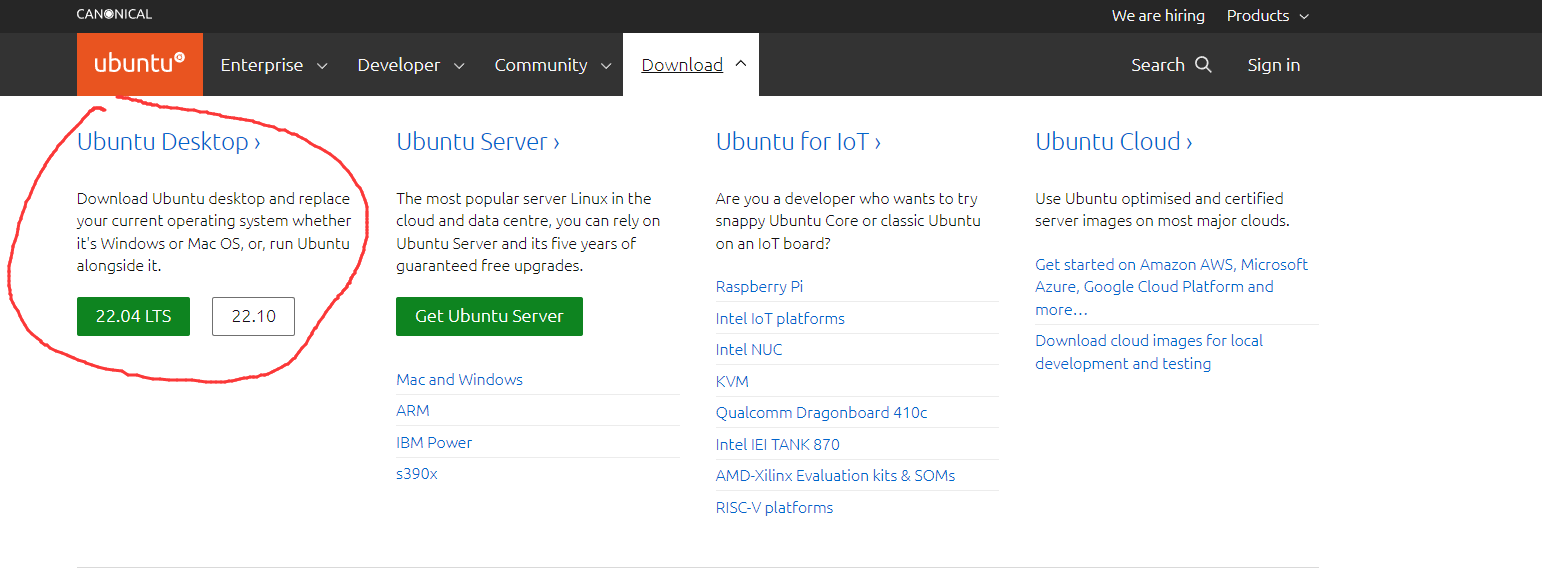 CANONICAL
We are hiring Products
ubuntu Enterprise Developer Community Download Search Sign in
Ubuntu Desktop ›
Download Ubuntu desktop and replace
your current operating system whether
it's Windows or Mac OS, or, run Ubuntu
alongside it.
22.04 LTS 22.10
Ubuntu Server ›
The most popular server Linux in the
cloud and data centre, you can rely on
Ubuntu Server and its five years of
guaranteed free upgrades.
Get Ubuntu Server
Mac and Windows
ARM
IBM Power
s390x
Ubuntu for IoT ›
Are you a developer who wants to try
snappy Ubuntu Core or classic Ubuntu
on an IoT board?
Raspberry Pi
Intel IoT platforms
Intel NUC
KVM
Qualcomm Dragonboard 410c
Intel IEI TANK 870
AMD-Xilinx Evaluation kits & SOMs
RISC-V platforms
Ubuntu Cloud ›
Use Ubuntu optimised and certified
server images on most major clouds.
Get started on Amazon AWS, Microsoft
Azure, Google Cloud Platform and
more…
Download cloud images for local
development and testing